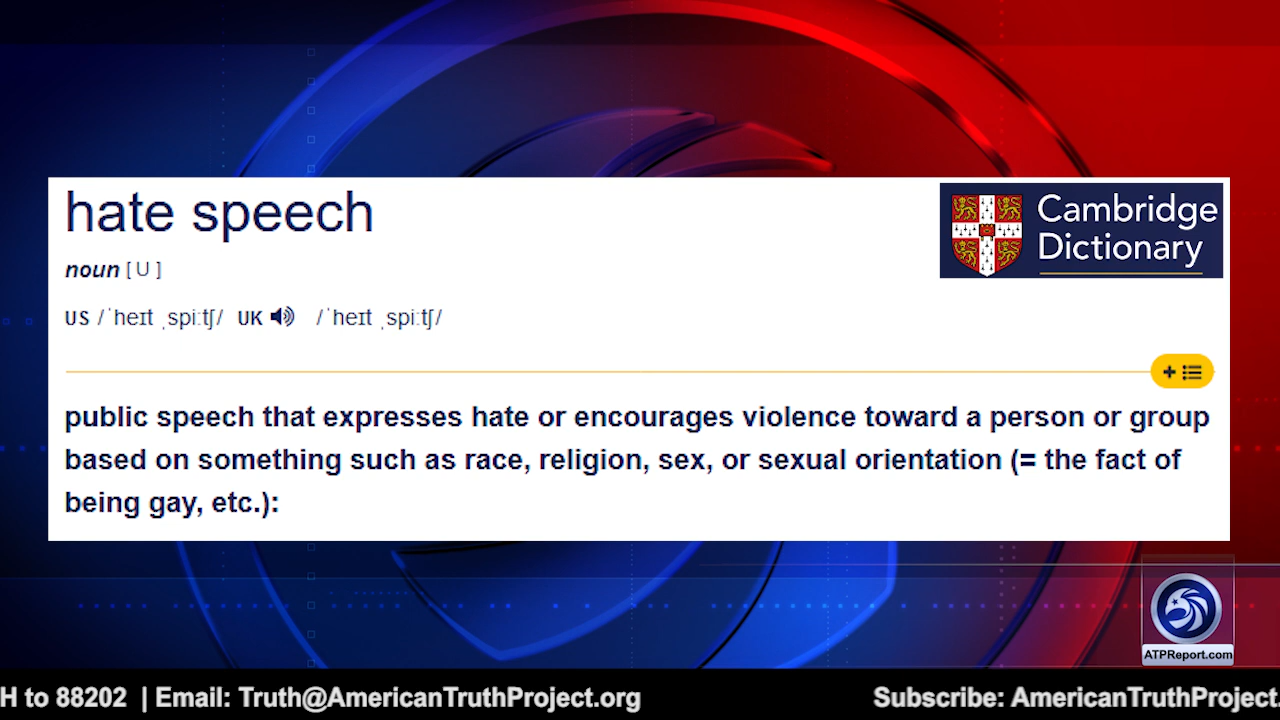 hate speech
Cambridge
Dictionary
noun [ U ]
US /ˈheɪt ˌspiːtʃ/ UK /ˈheɪt ˌspiːtʃ/
public speech that expresses hate or encourages violence toward a person or group
based on something such as race, religion, sex, or sexual orientation (= the fact of
being gay, etc.):
ATPReport.com
H to 88202 | Email: Truth@AmericanTruthProject.org Subscribe: AmericanTruthProject.